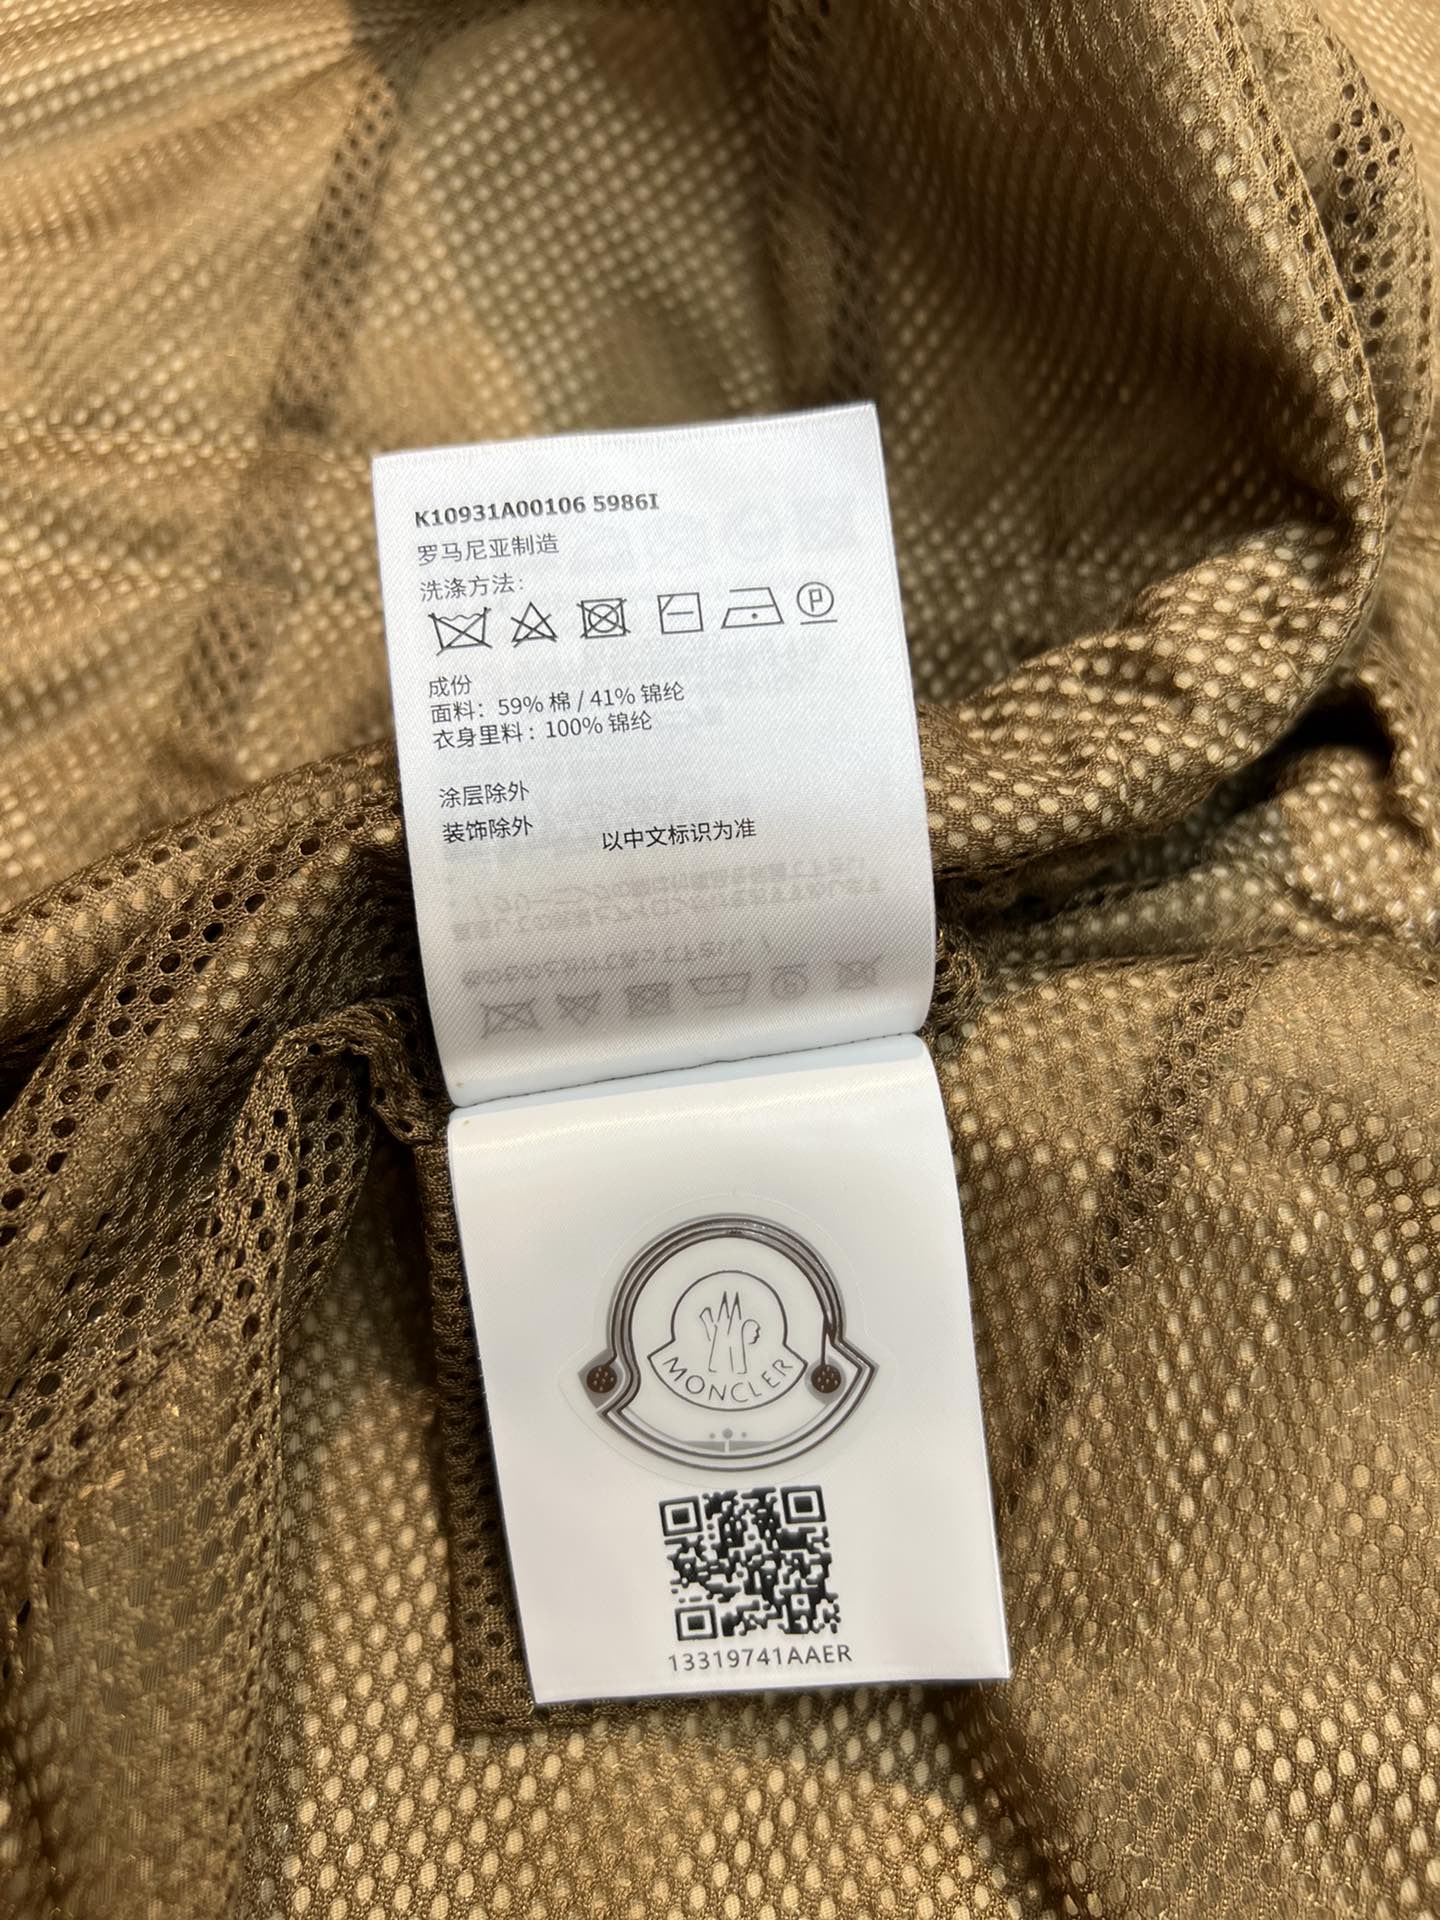 K10931A00106 5986I
罗马尼亚制造
洗涤方法:
P
成份
面料: 59% 棉 / 41% 锦纶
衣身里料: 100% 锦纶
涂层除外
装饰除外 以中文标识为准
MONCLER
13319741AAER